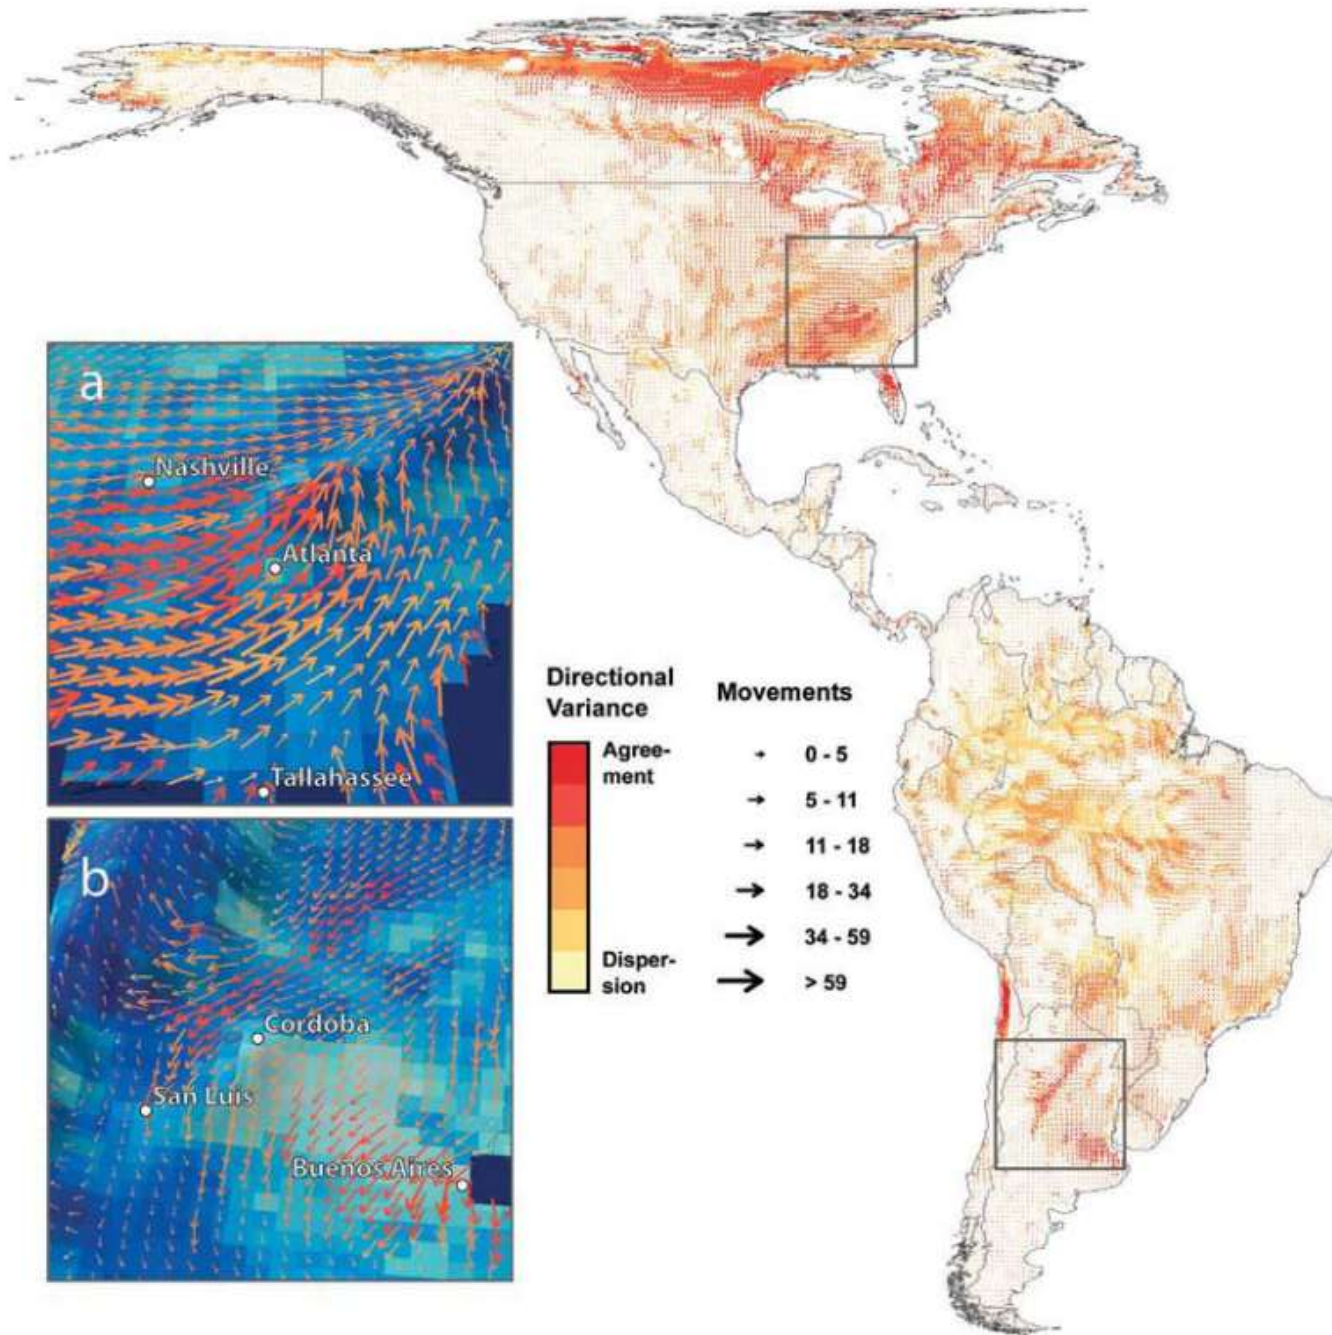 a
Nashville
Atlanta
Tallahassee
b
Cordoba
San Luis
Buenos Aires
Directional
Variance
Agree-
ment
Disper-
sion
Movements
0 - 5
5 - 11
11 - 18
18 - 34
34 - 59
> 59